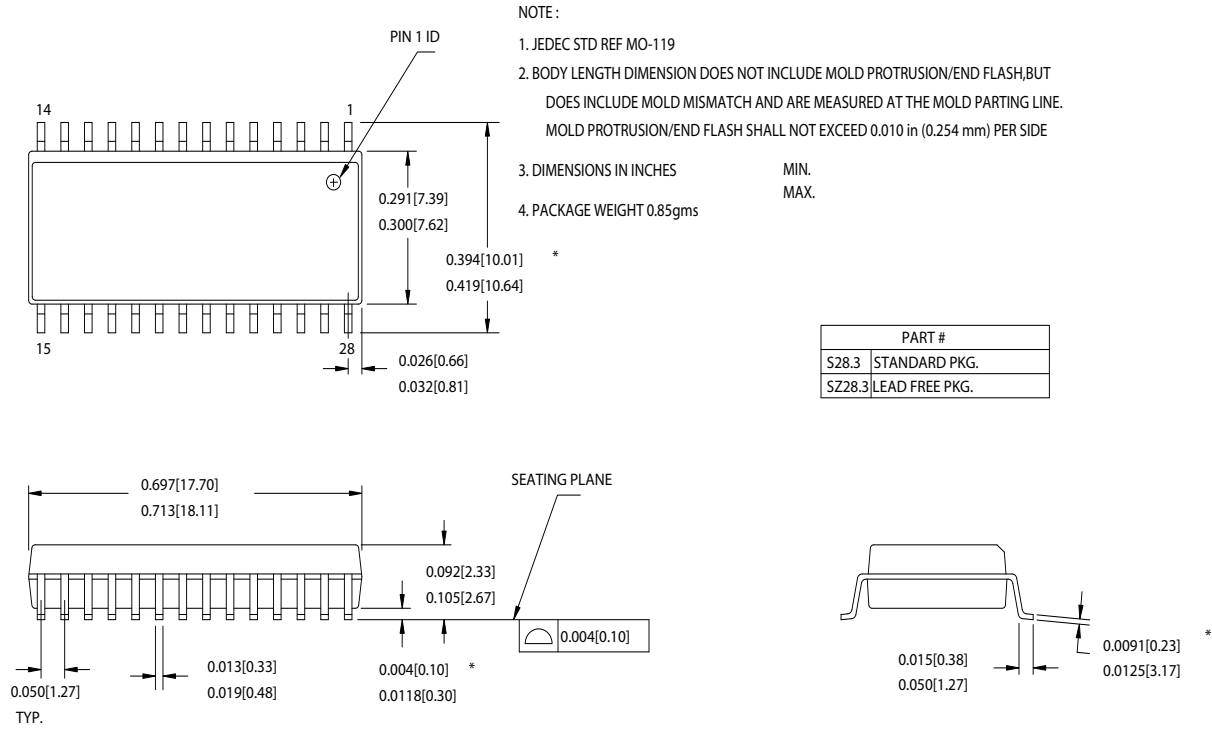 NOTE :
1. JEDEC STD REF MO-119
2. BODY LENGTH DIMENSION DOES NOT INCLUDE MOLD PROTRUSION/END FLASH,BUT
DOES INCLUDE MOLD MISMATCH AND ARE MEASURED AT THE MOLD PARTING LINE.
MOLD PROTRUSION/END FLASH SHALL NOT EXCEED 0.010 in (0.254 mm) PER SIDE
3. DIMENSIONS IN INCHES
MIN.
MAX.
4. PACKAGE WEIGHT 0.85gms
PIN 1 ID
14
1
0.291[7.39]
0.300[7.62]
0.394[10.01] *
0.419[10.64]
15
28
0.026[0.66]
0.032[0.81]
PART #
S28.3 STANDARD PKG.
SZ28.3 LEAD FREE PKG.
0.697[17.70]
0.713[18.11]
SEATING PLANE
0.092[2.33]
0.105[2.67]
0.004[0.10]
0.050[1.27]
TYP.
0.013[0.33]
0.019[0.48]
0.004[0.10] *
0.0118[0.30]
0.015[0.38]
0.050[1.27]
0.0091[0.23] *
0.0125[3.17]